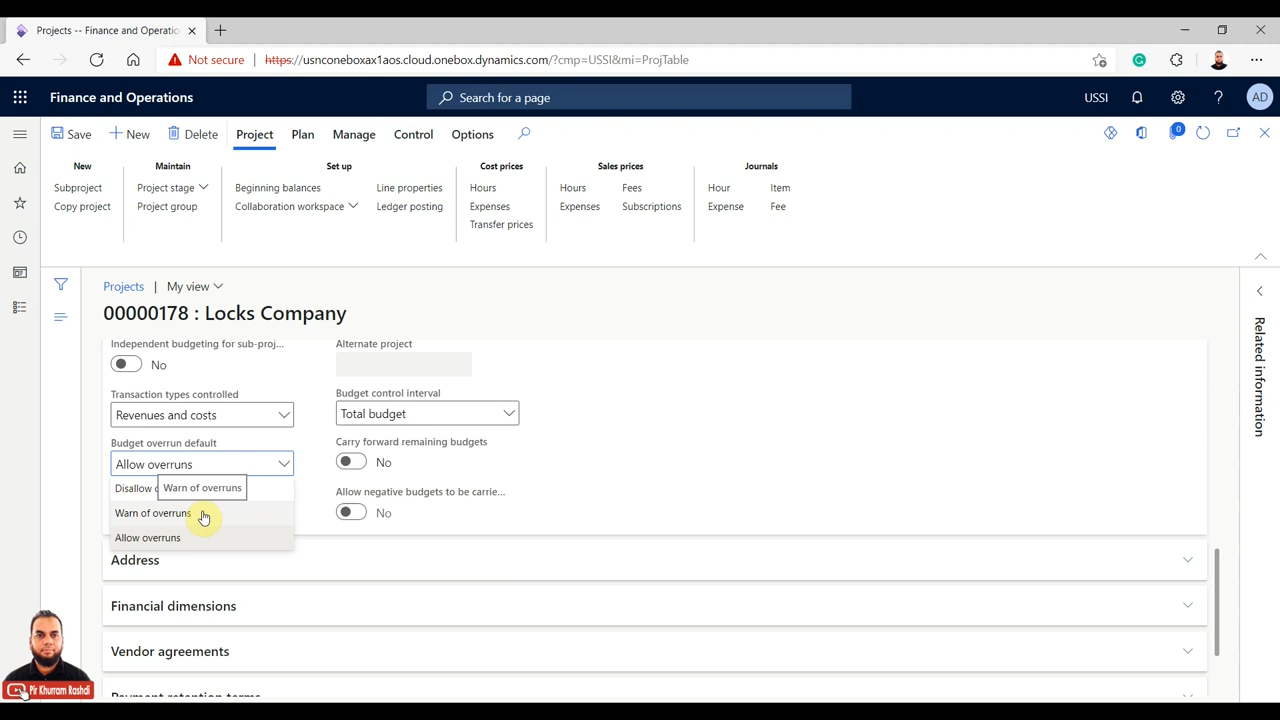 Projects -- Finance and Operatio
Not secure
https://usnconeboxax1aos.cloud.onebox.dynamics.com/?cmp=USSI&mi=ProjTable
Finance and Operations
Search for a page
USSI
?
AD
Save
New
Delete
Project
Plan
Manage
Control
Options
0
New
Maintain
Set up
Cost prices
Sales prices
Journals
Subproject
Project stage
Beginning balances
Line properties
Hours
Hours
Fees
Hour
Item
Copy project
Project group
Collaboration workspace
Ledger posting
Expenses
Expenses
Subscriptions
Expense
Fee
Transfer prices
Projects | My view
00000178 : Locks Company
Related information
Independent budgeting for sub-proj...
Alternate project
No
Transaction types controlled
Budget control interval
Revenues and costs
Total budget
Budget overrun default
Carry forward remaining budgets
Allow overruns
No
Disallow
Warn of overruns
Allow negative budgets to be carrie...
Warn of overruns
No
Allow overruns
Address
Financial dimensions
Vendor agreements
Payment retention terms
Pir Khurram Rashdi